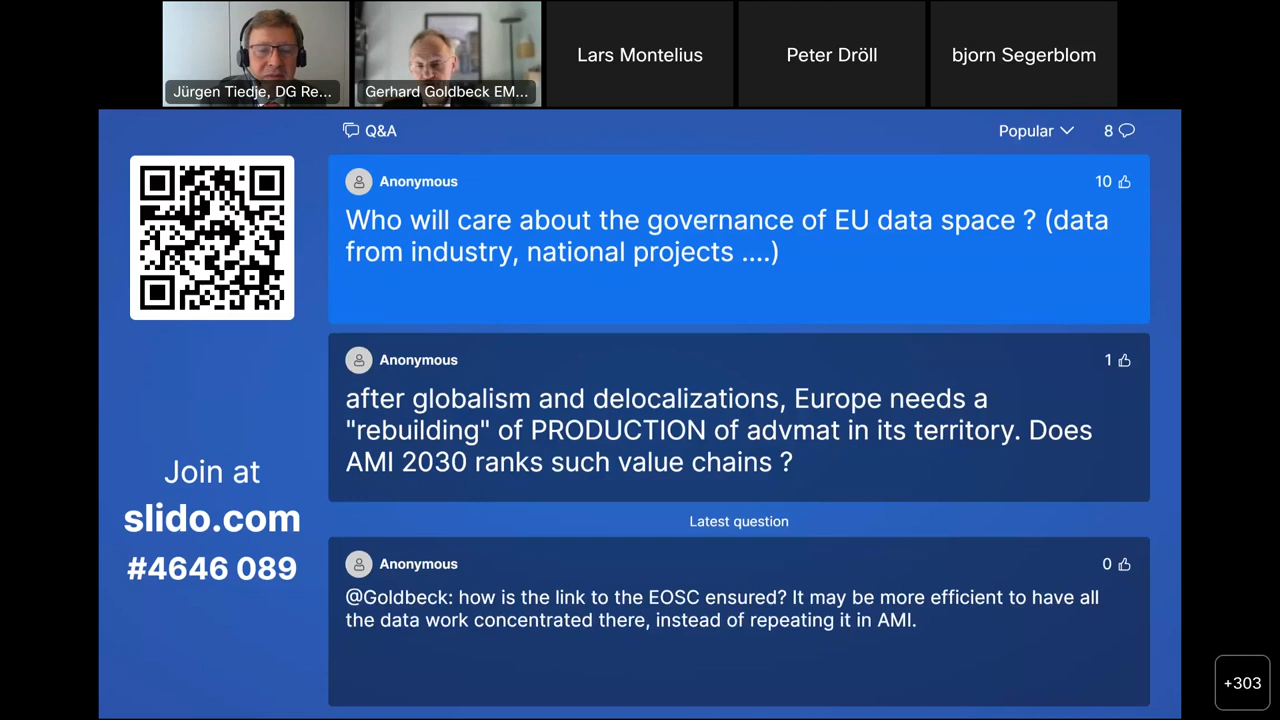 Jürgen Tiedje, DG Re...
Gerhard Goldbeck EM...
Lars Montelius
Peter Dröll
bjorn Segerblom
Q&A
Popular
8
Anonymous
10
Who will care about the governance of EU data space ? (data
from industry, national projects ....)
Anonymous
1
after globalism and delocalizations, Europe needs a
"rebuilding" of PRODUCTION of advmat in its territory. Does
AMI 2030 ranks such value chains ?
Join at
slido.com
#4646 089
Latest question
Anonymous
0
@Goldbeck: how is the link to the EOSC ensured? It may be more efficient to have all
the data work concentrated there, instead of repeating it in AMI.
+303